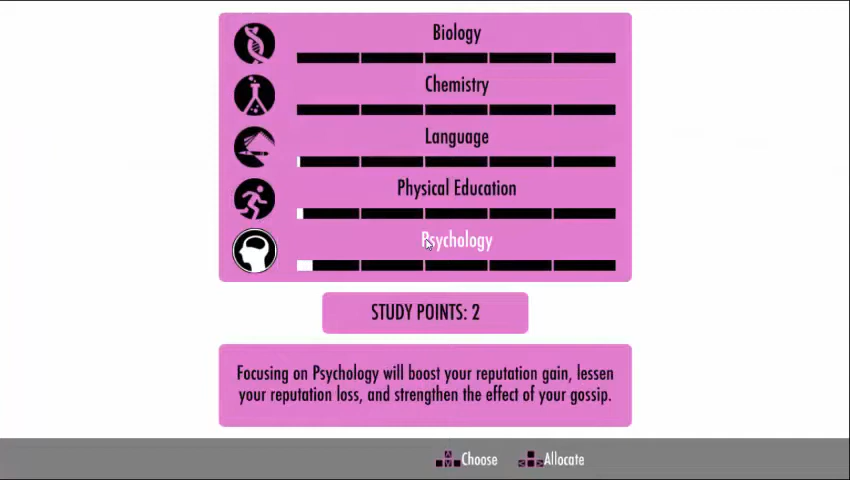 Biology
Chemistry
Language
Physical Education
Psychology
STUDY POINTS: 2
Focusing on Psychology will boost your reputation gain, lessen
your reputation loss, and strengthen the effect of your gossip.
Choose Allocate